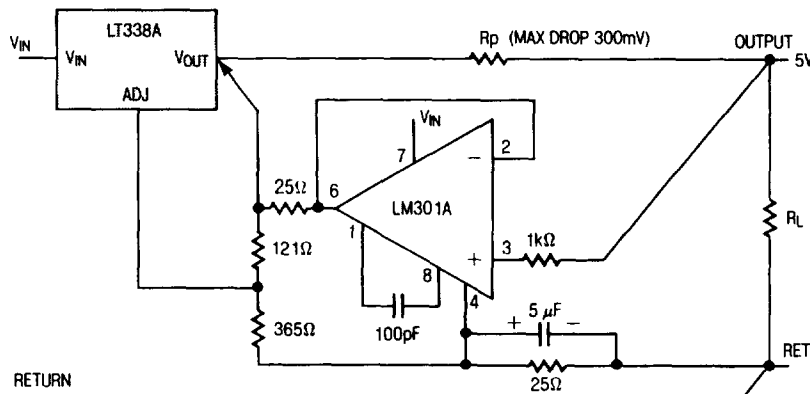 LT338A
VIN
VIN
VOUT
ADJ
Rp (MAX DROP 300mV)
OUTPUT
5V
VIN
7
2
−
25Ω
6
LM301A
1
121Ω
+
3
1kΩ
RL
8
4
100pF
+
5 μF
−
365Ω
25Ω
RET
RETURN